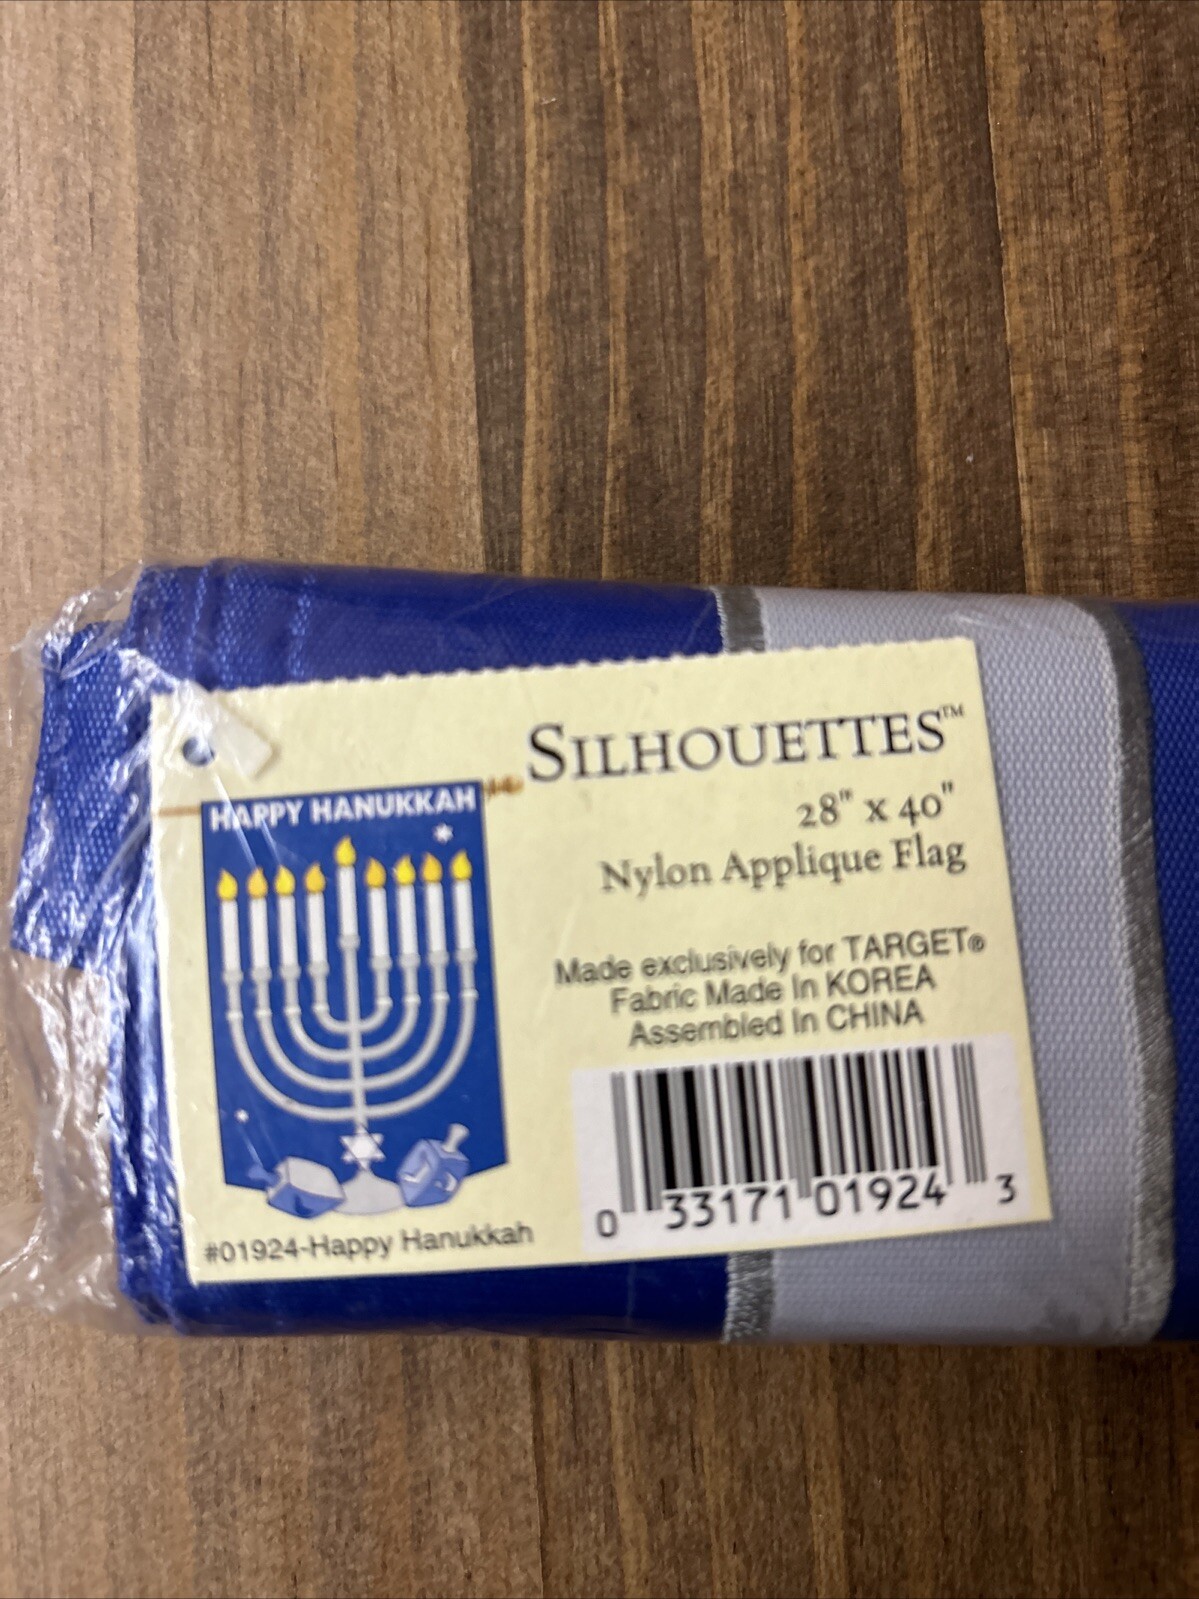 SILHOUETTES™
28" x 40"
Nylon Applique Flag
HAPPY HANUKKAH
Made exclusively for TARGET®
Fabric Made In KOREA
Assembled In CHINA
0 33171 01924 3
#01924-Happy Hanukkah